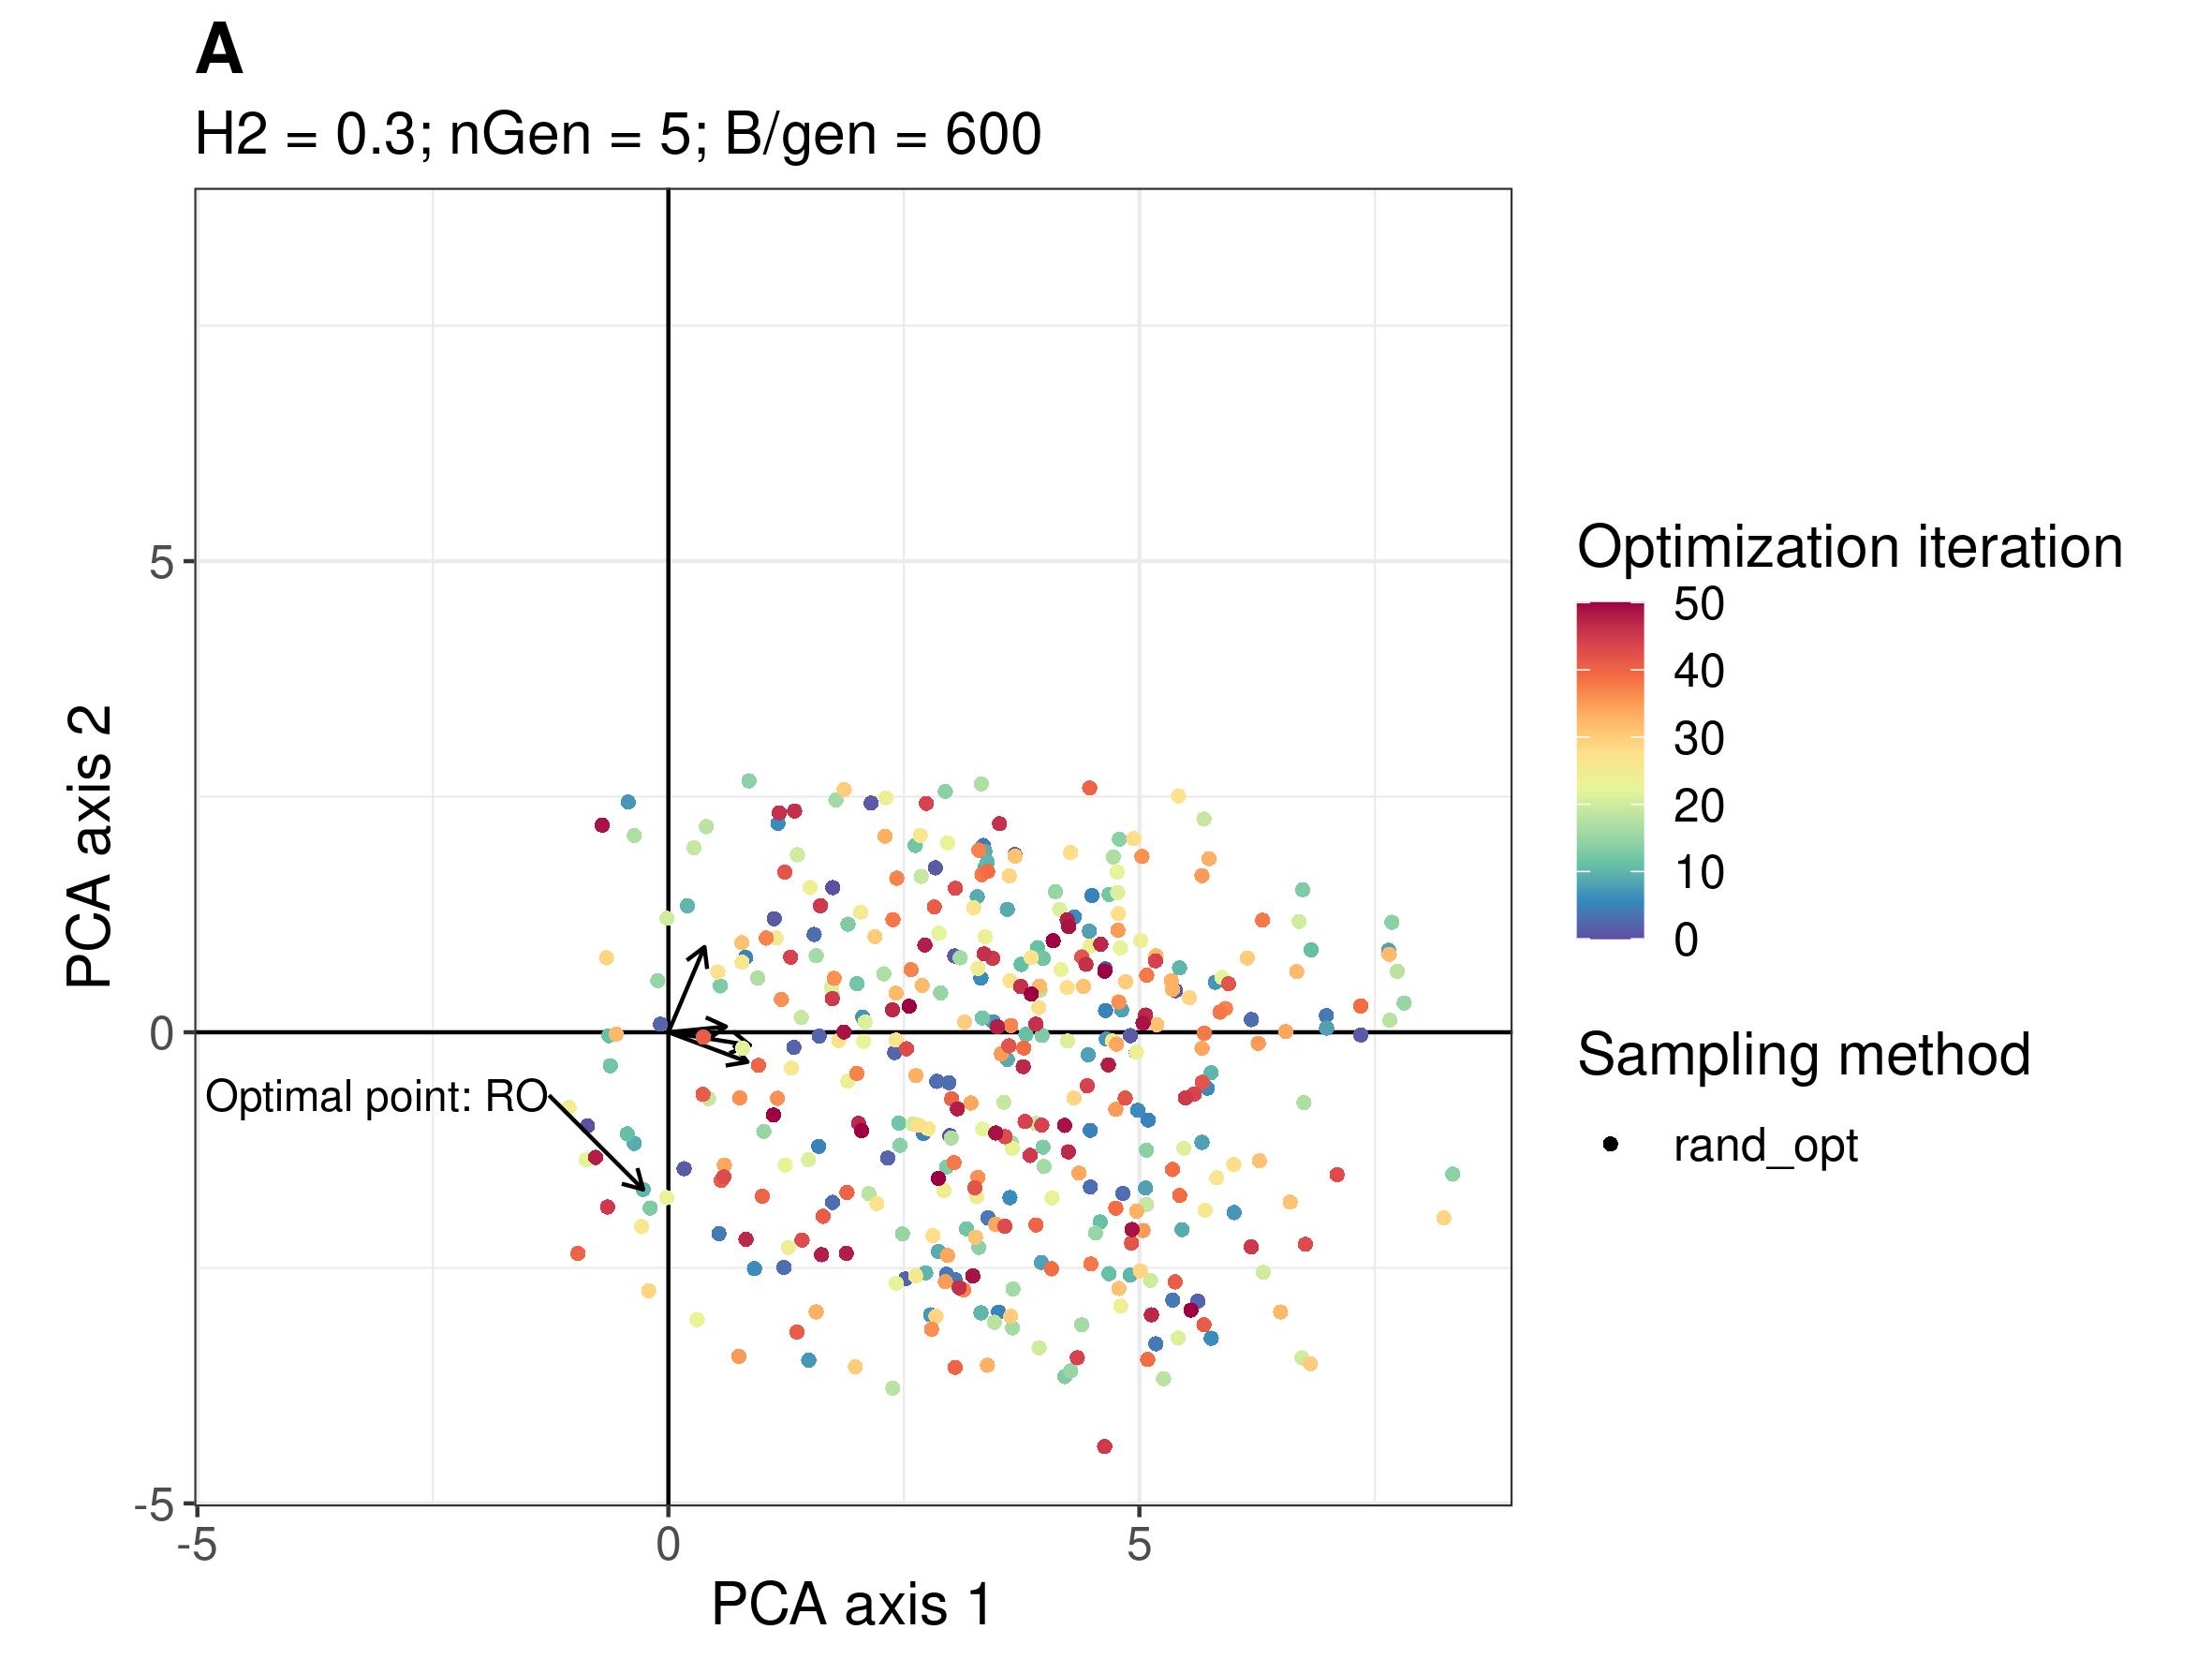 A
H2 = 0.3; nGen = 5; B/gen = 600
PCA axis 2
5
0
-5
Optimal point: RO
-5
0
5
PCA axis 1
Optimization iteration
50
40
30
20
10
0
Sampling method
rand_opt